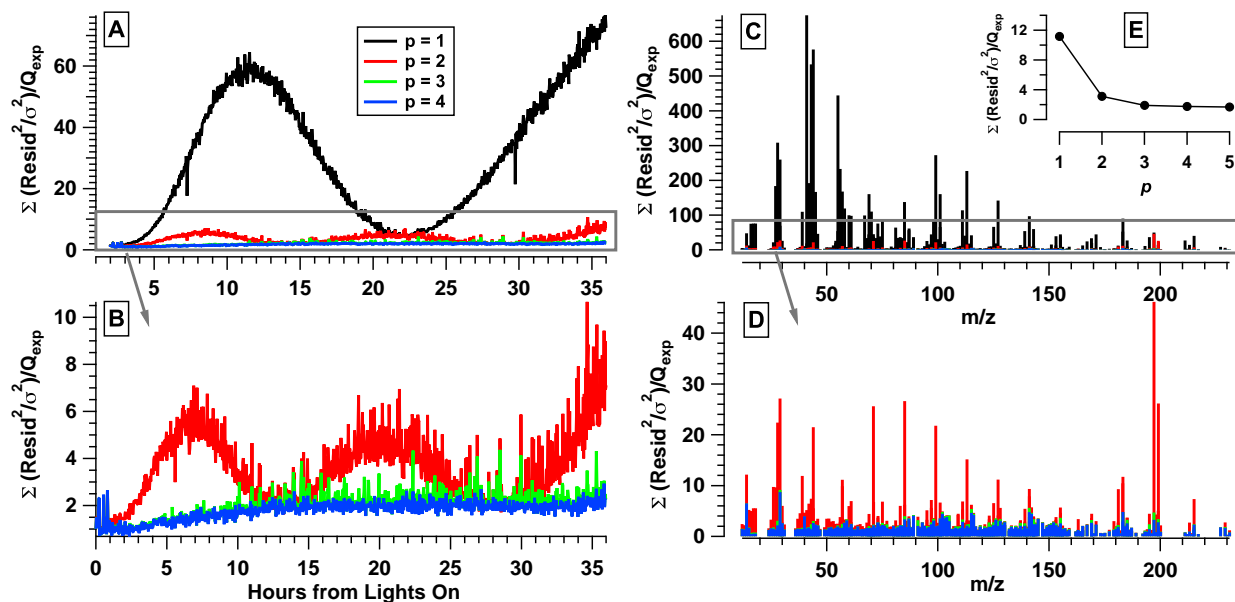 A
Σ (Resid²/σ²)/Q_exp
60
40
20
0
p = 1
p = 2
p = 3
p = 4
5 10 15 20 25 30 35
B
Σ (Resid²/σ²)/Q_exp
10
8
6
4
2
0 5 10 15 20 25 30 35
Hours from Lights On
C
Σ (Resid²/σ²)/Q_exp
600
500
400
300
200
100
0
50 100 150 200
m/z
E
Σ (Resid²/σ²)/Q_exp
12
8
4
0
1 2 3 4 5
p
D
Σ (Resid²/σ²)/Q_exp
40
30
20
10
0
50 100 150 200
m/z